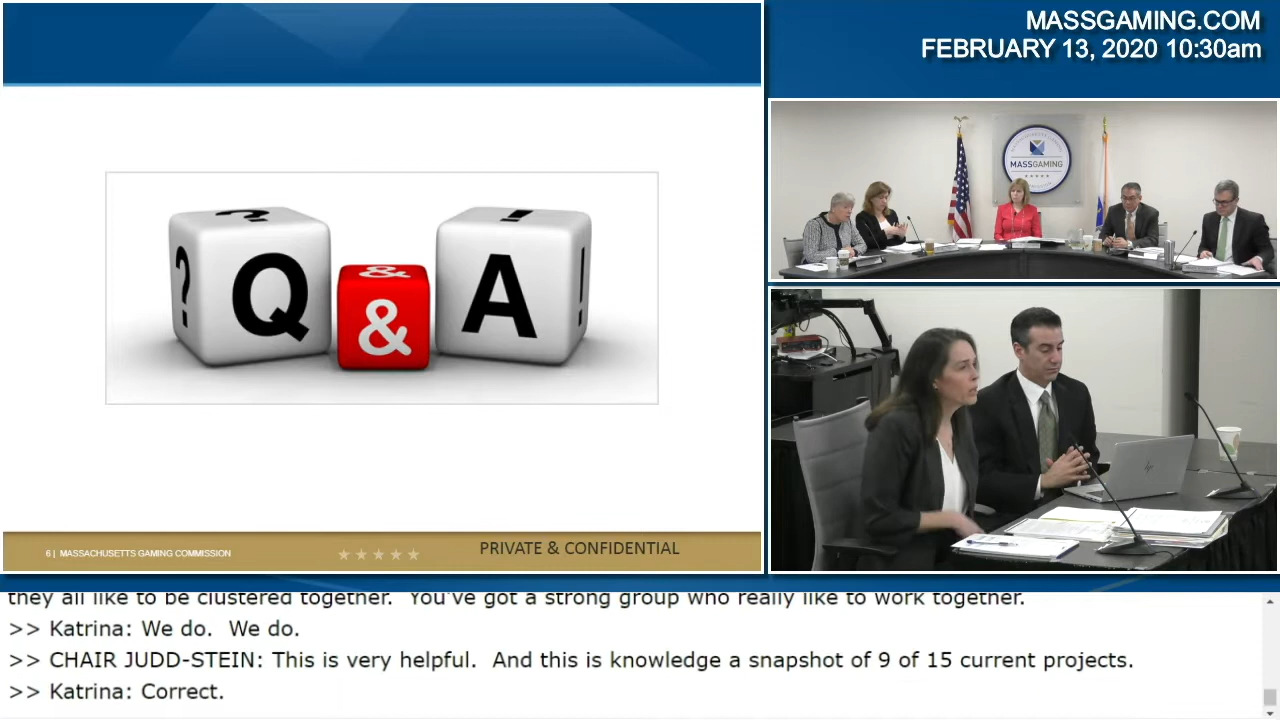 MASSGAMING.COM
FEBRUARY 13, 2020 10:30am
? ? Q & & A ! !
MASSGAMING
hp
6 | MASSACHUSETTS GAMING COMMISSION
PRIVATE & CONFIDENTIAL
they all like to be clustered together. You've got a strong group who really like to work together.
>> Katrina: We do. We do.
>> CHAIR JUDD-STEIN: This is very helpful. And this is knowledge a snapshot of 9 of 15 current projects.
>> Katrina: Correct.